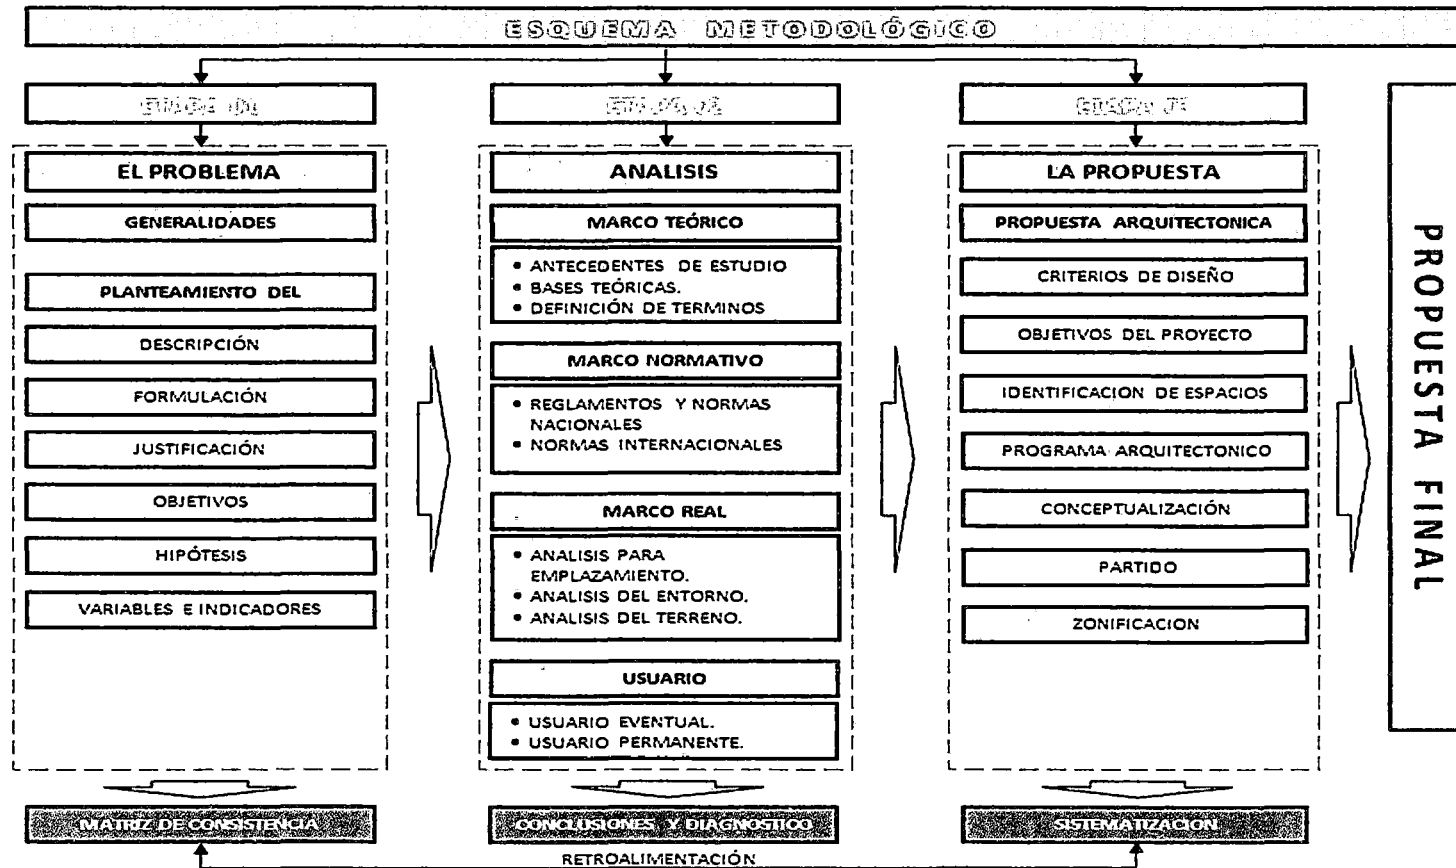 ESQUEMA METODOLÓGICO
EL PROBLEMA
GENERALIDADES
PLANTEAMIENTO DEL
DESCRIPCIÓN
FORMULACIÓN
JUSTIFICACIÓN
OBJETIVOS
HIPÓTESIS
VARIABLES E INDICADORES
MATRIZ DE CONSISTENCIA
ANALISIS
MARCO TEÓRICO
• ANTECEDENTES DE ESTUDIO
• BASES TEÓRICAS.
• DEFINICIÓN DE TERMINOS
MARCO NORMATIVO
• REGLAMENTOS Y NORMAS
NACIONALES
• NORMAS INTERNACIONALES
MARCO REAL
• ANALISIS PARA
EMPLAZAMIENTO.
• ANALISIS DEL ENTORNO.
• ANALISIS DEL TERRENO.
USUARIO
• USUARIO EVENTUAL.
• USUARIO PERMANENTE.
CONCLUSIONES Y DIAGNOSTICO
LA PROPUESTA
PROPUESTA ARQUITECTONICA
CRITERIOS DE DISEÑO
OBJETIVOS DEL PROYECTO
IDENTIFICACION DE ESPACIOS
PROGRAMA ARQUITECTONICO
CONCEPTUALIZACIÓN
PARTIDO
ZONIFICACION
SISTEMATIZACION
RETROALIMENTACIÓN
PROPUESTA FINAL